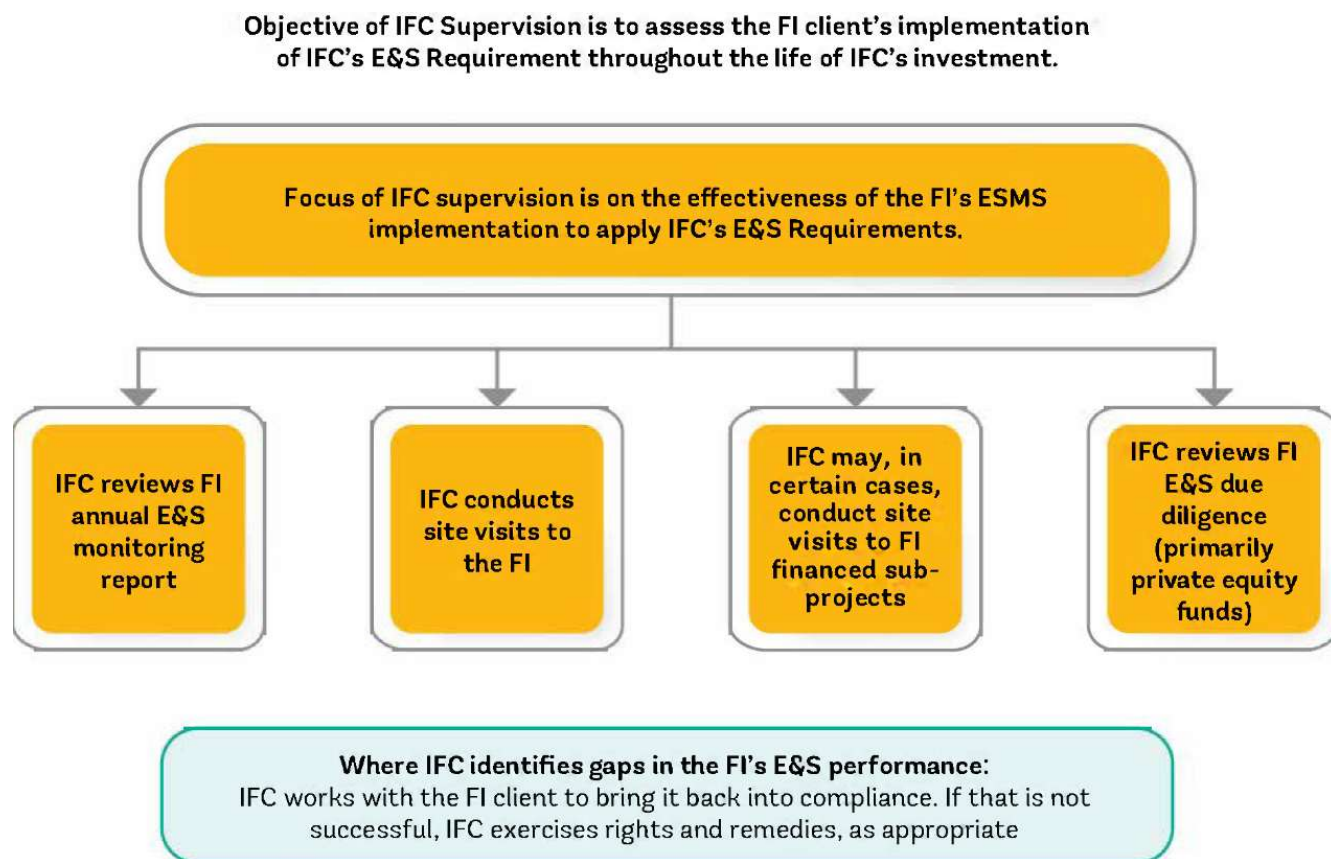 Objective of IFC Supervision is to assess the FI client's implementation
of IFC's E&S Requirement throughout the life of IFC's investment.
Focus of IFC supervision is on the effectiveness of the FI's ESMS
implementation to apply IFC's E&S Requirements.
IFC reviews FI
annual E&S
monitoring
report
IFC conducts
site visits to
the FI
IFC may, in
certain cases,
conduct site
visits to FI
financed sub-
projects
IFC reviews FI
E&S due
diligence
(primarily
private equity
funds)
Where IFC identifies gaps in the FI's E&S performance:
IFC works with the FI client to bring it back into compliance. If that is not
successful, IFC exercises rights and remedies, as appropriate